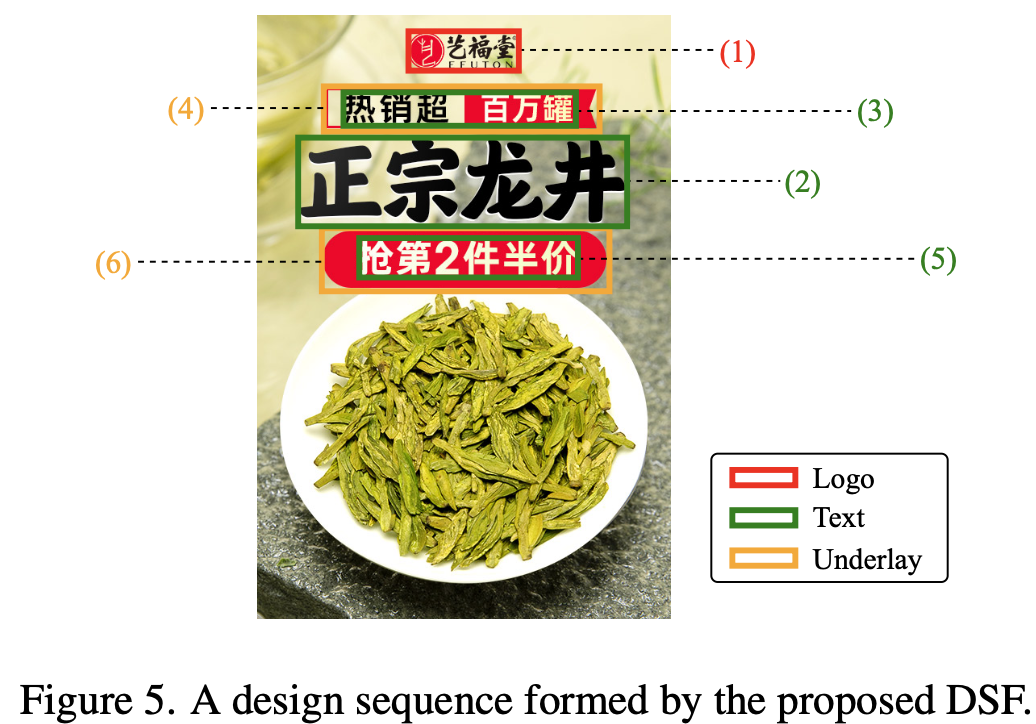 艺福堂
EFUTON
(1)
(4)
热销超 百万罐
(3)
正宗龙井
(2)
(6)
抢第2件半价
(5)
Logo
Text
Underlay
Figure 5. A design sequence formed by the proposed DSF.